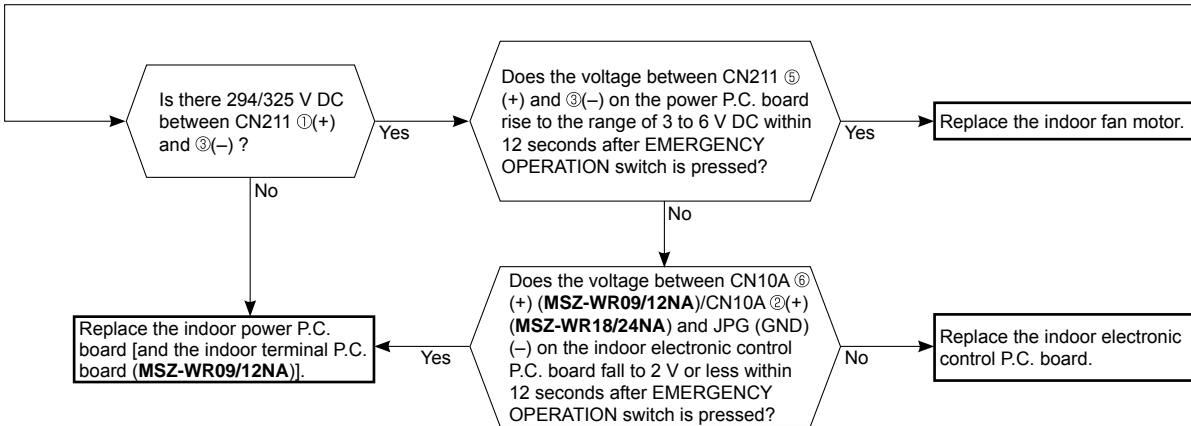 Is there 294/325 V DC
between CN211 ①(+)
and ③(–) ?
Yes
No
Does the voltage between CN211 ⑤
(+) and ③(–) on the power P.C. board
rise to the range of 3 to 6 V DC within
12 seconds after EMERGENCY
OPERATION switch is pressed?
Yes
No
Replace the indoor fan motor.
Replace the indoor power P.C.
board [and the indoor terminal P.C.
board (MSZ-WR09/12NA)].
Yes
Does the voltage between CN10A ⑥
(+) (MSZ-WR09/12NA)/CN10A ②(+)
(MSZ-WR18/24NA) and JPG (GND)
(–) on the indoor electronic control
P.C. board fall to 2 V or less within
12 seconds after EMERGENCY
OPERATION switch is pressed?
No
Replace the indoor electronic
control P.C. board.